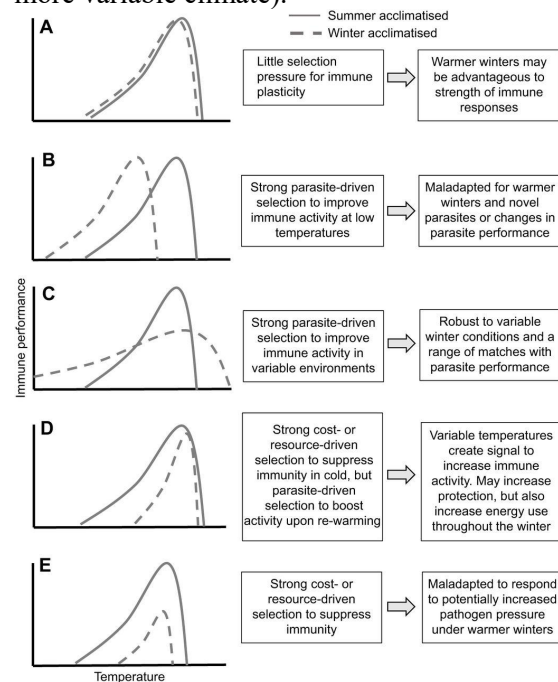 more variable climate).
A
Summer acclimatised
Winter acclimatised
Little selection
pressure for immune
plasticity
Warmer winters may
be advantageous to
strength of immune
responses
B
Strong parasite-driven
selection to improve
immune activity at low
temperatures
Maladapted for warmer
winters and novel
parasites or changes in
parasite performance
Immune performance
C
Strong parasite-driven
selection to improve
immune activity in
variable environments
Robust to variable
winter conditions and a
range of matches with
parasite performance
D
Strong cost- or
resource-driven
selection to suppress
immunity in cold, but
parasite-driven
selection to boost
activity upon re-warming
Variable temperatures
create signal to
increase immune
activity. May increase
protection, but also
increase energy use
throughout the winter
E
Strong cost- or
resource-driven
selection to suppress
immunity
Maladapted to respond
to potentially increased
pathogen pressure
under warmer winters
Temperature